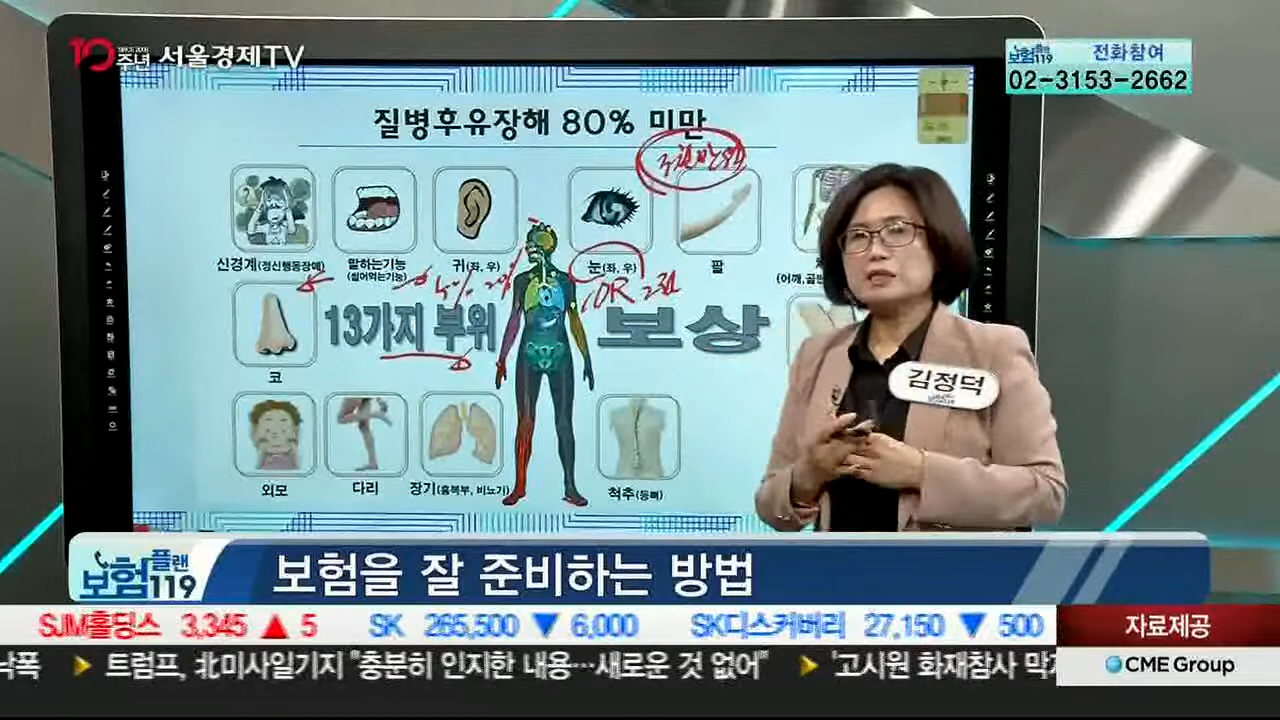 10주년 서울경제TV
보험플랜119 전화참여
02-3153-2662
질병후유장해 80% 미만
신경계(정신행동장애)
말하는기능
(씹어먹는기능)
귀(좌, 우)
눈(좌, 우)
팔
OR
13가지 부위 보상
코
외모
다리
장기(흉복부, 비뇨기)
척추(등뼈)
김정덕
보험플랜119
보험을 잘 준비하는 방법
SJM홀딩스 3,345 ▲ 5 SK 265,500 ▼ 6,000 SK디스커버리 27,150 ▼ 500
자료제공
CME Group
낙폭 ▶ 트럼프, 北미사일기지 "충분히 인지한 내용…새로운 것 없어" ▶ '고시원 화재참사 막